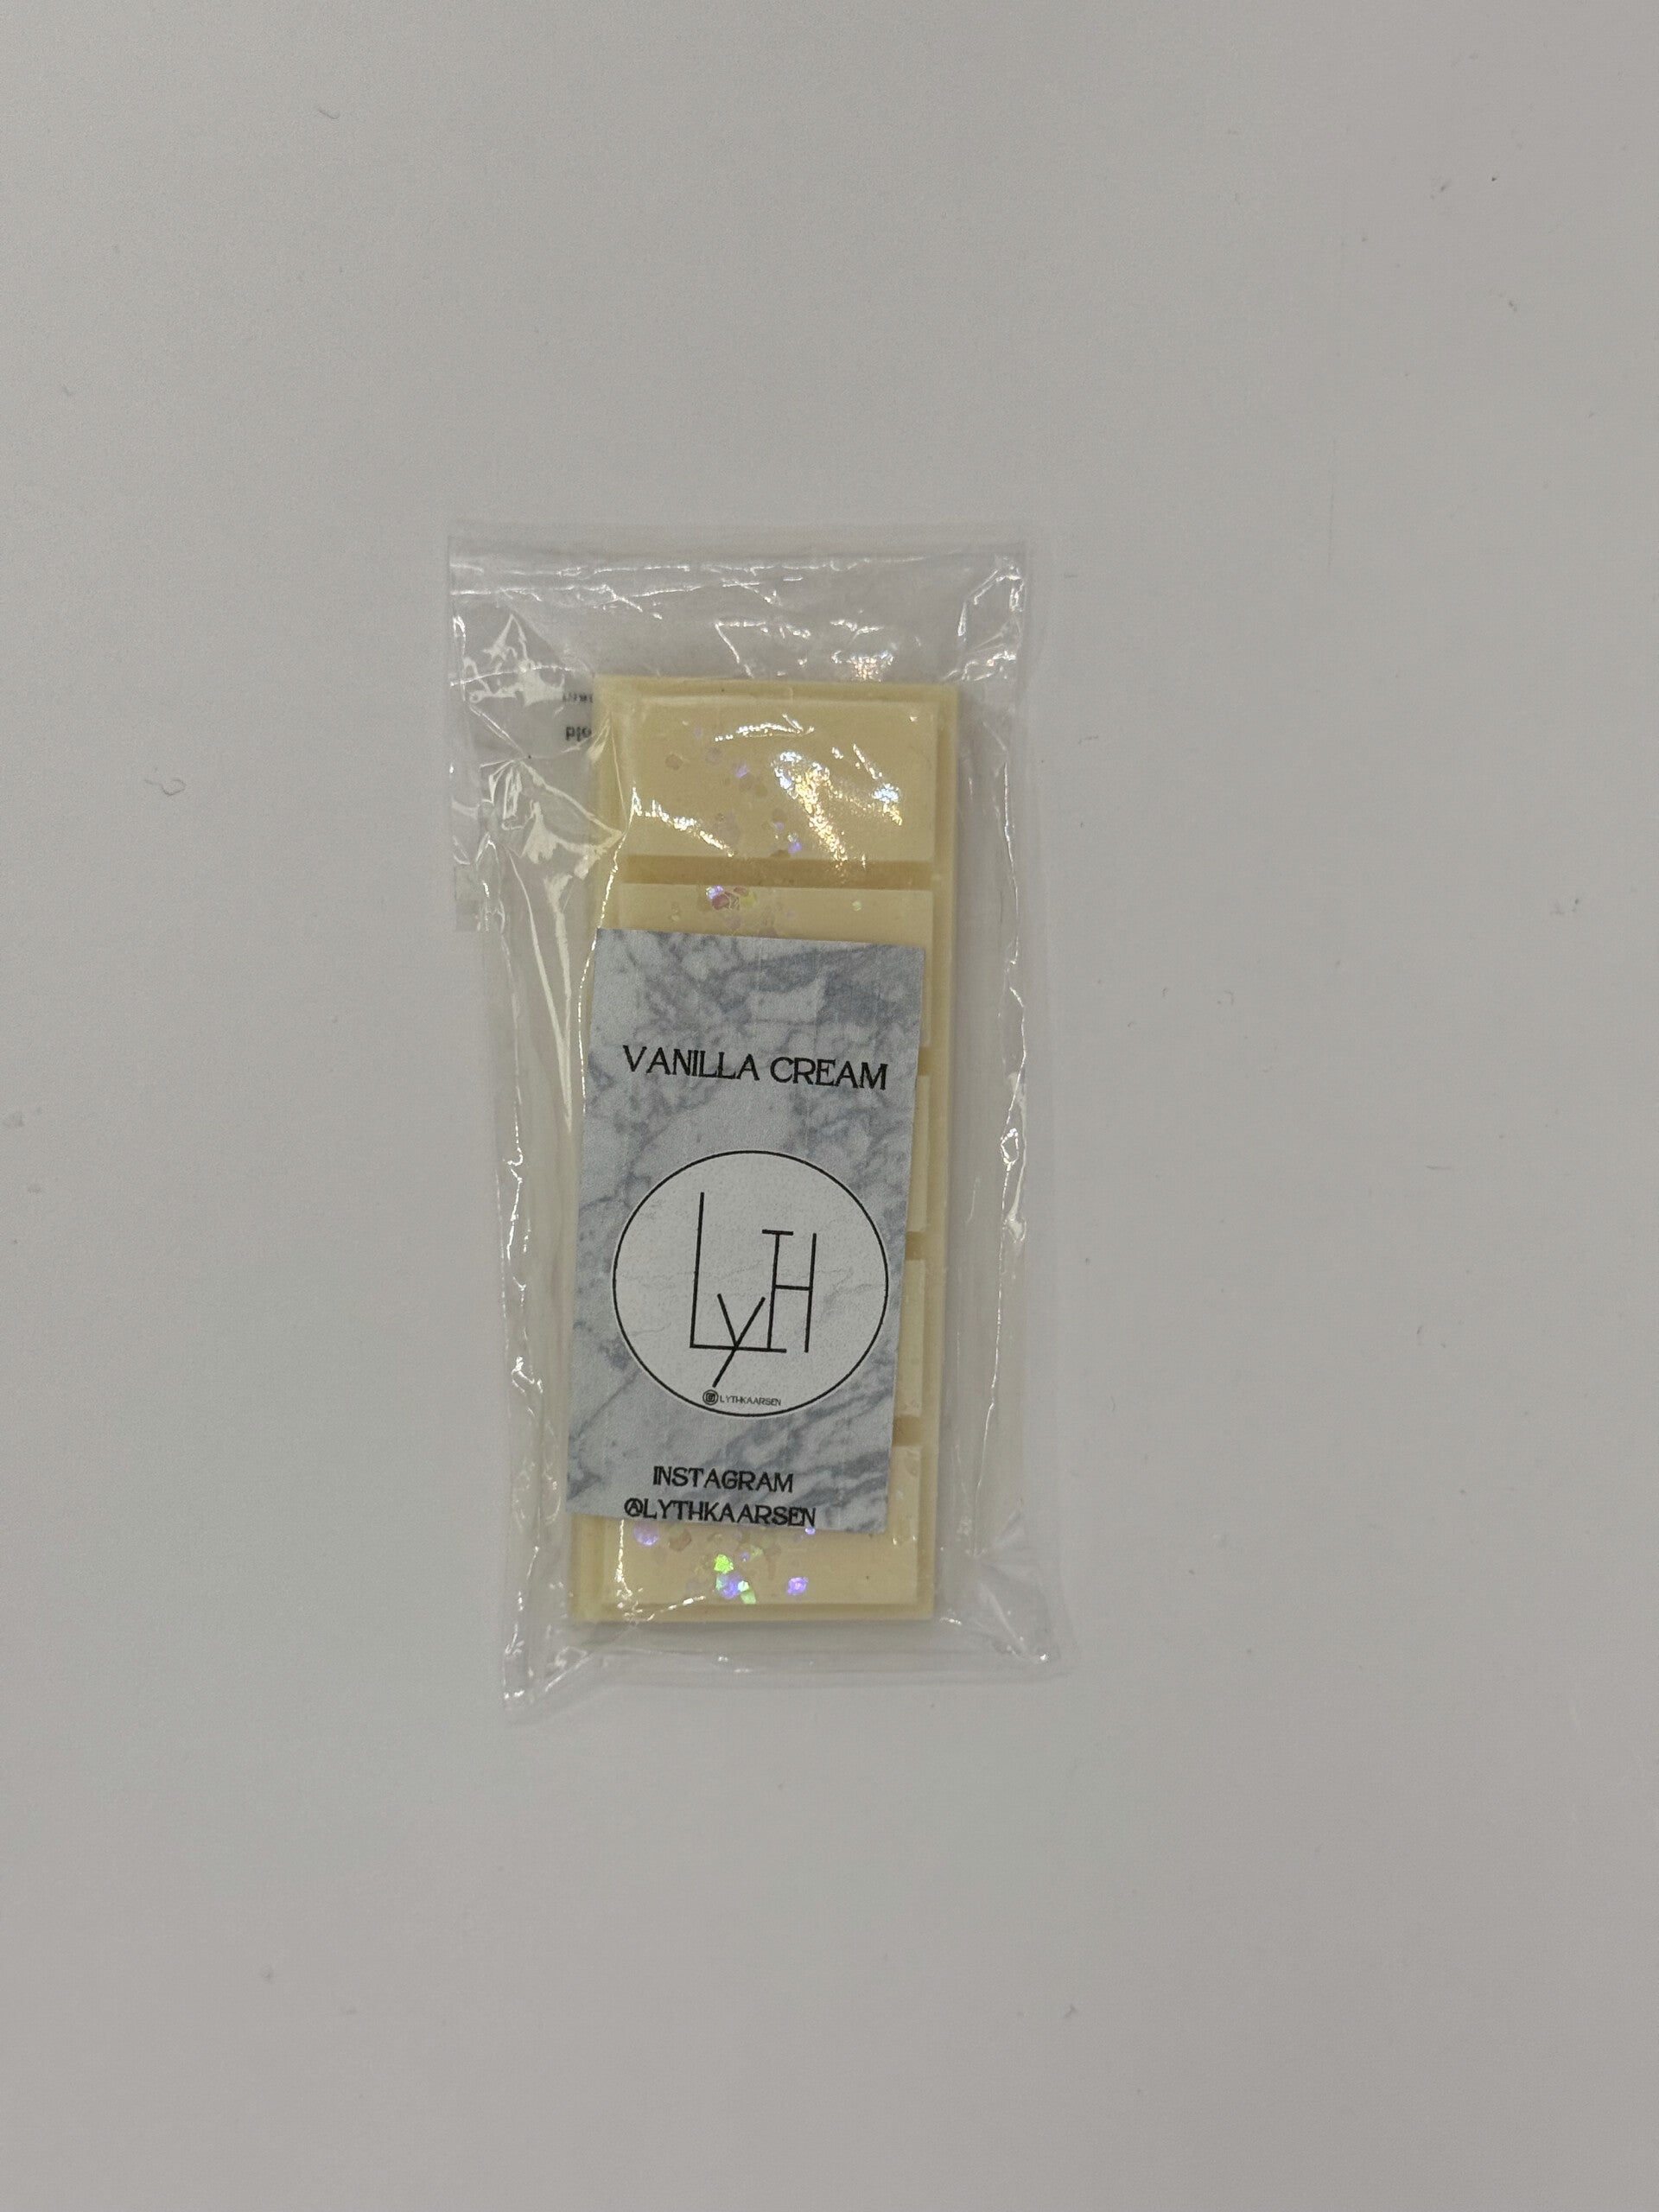 VANILLA CREAM
LyTH
@LYTHKAARSEN
INSTAGRAM
@LYTHKAARSEN